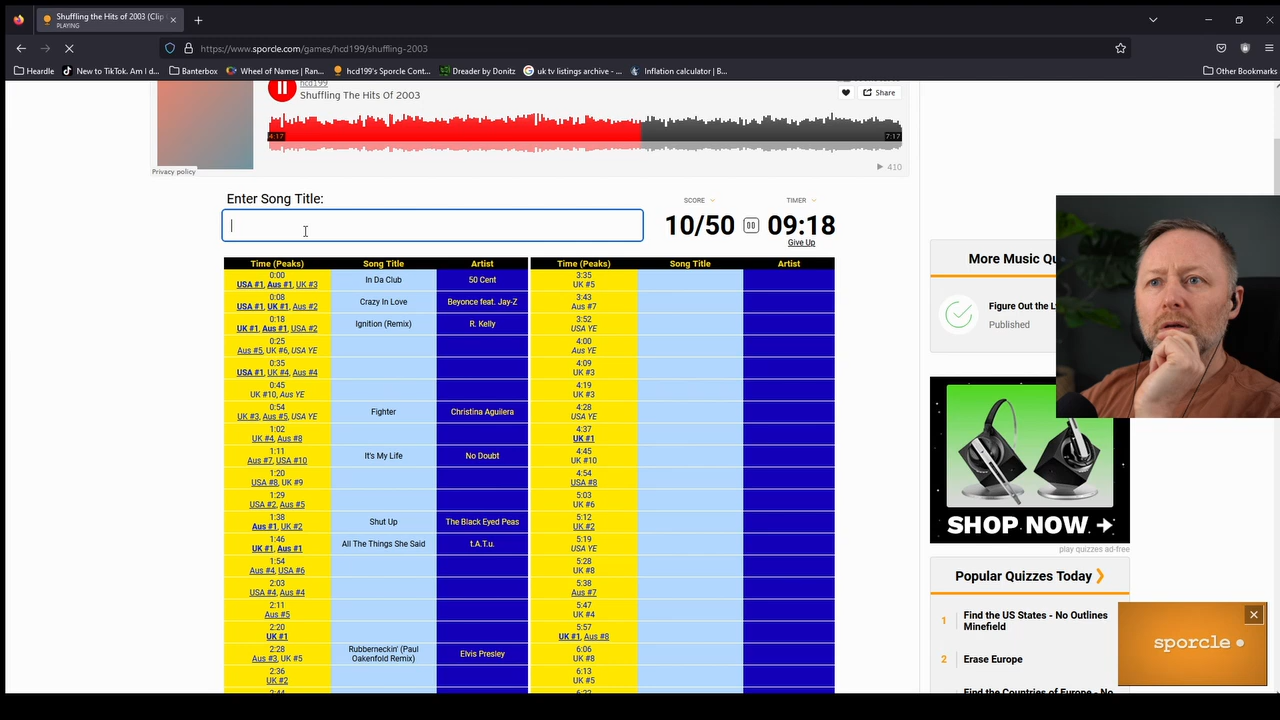 Shuffling the Hits of 2003 (Clip
PLAYING
https://www.sporcle.com/games/hcd199/shuffling-2003
Heardle
New to TikTok. Am I d...
Banterbox
Wheel of Names | Ran...
hcd199's Sporcle Cont...
Dreader by Donitz
uk tv listings archive - ...
Inflation calculator | B...
Other Bookmarks
hcd199
Shuffling The Hits Of 2003
Share
4:17
7:17
Privacy policy
410
Enter Song Title:
SCORE
TIMER
10/50
09:18
Give Up
Time (Peaks) Song Title Artist Time (Peaks) Song Title Artist
0:00
USA #1, Aus #1, UK #3
In Da Club
50 Cent
3:35
UK #5
0:08
USA #1, UK #1, Aus #2
Crazy In Love
Beyonce feat. Jay-Z
3:43
Aus #7
0:18
UK #1, Aus #1, USA #2
Ignition (Remix)
R. Kelly
3:52
USA YE
0:25
Aus #5, UK #6, USA YE
4:00
Aus YE
0:35
USA #1, UK #4, Aus #4
4:09
UK #3
0:45
UK #10, Aus YE
4:19
UK #3
0:54
UK #3, Aus #5, USA YE
Fighter
Christina Aguilera
4:28
USA YE
1:02
UK #4, Aus #8
4:37
UK #1
1:11
Aus #7, USA #10
It's My Life
No Doubt
4:45
UK #10
1:20
USA #8, UK #9
4:54
USA #8
1:29
USA #2, Aus #5
5:03
UK #6
1:38
Aus #1, UK #2
Shut Up
The Black Eyed Peas
5:12
UK #2
1:46
UK #1, Aus #1
All The Things She Said
t.A.T.u.
5:19
USA YE
1:54
Aus #4, USA #6
5:28
UK #8
2:03
USA #4, Aus #4
5:38
Aus #7
2:11
Aus #5
5:47
UK #4
2:20
UK #1
5:57
UK #1, Aus #8
2:28
Aus #3, UK #5
Rubberneckin' (Paul
Oakenfold Remix)
Elvis Presley
6:06
UK #8
2:36
UK #2
6:13
UK #5
2:44
6:22
More Music Qu
Figure Out the L
Published
SHOP NOW
play quizzes ad-free
Popular Quizzes Today
1 Find the US States - No Outlines
Minefield
2 Erase Europe
Find the Countries of Europe - No
sporcle